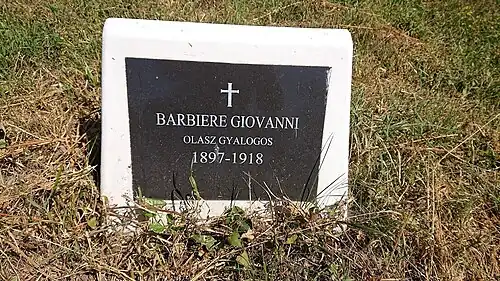 BARBIERE GIOVANNI
OLASZ GYALOGOS
1897-1918